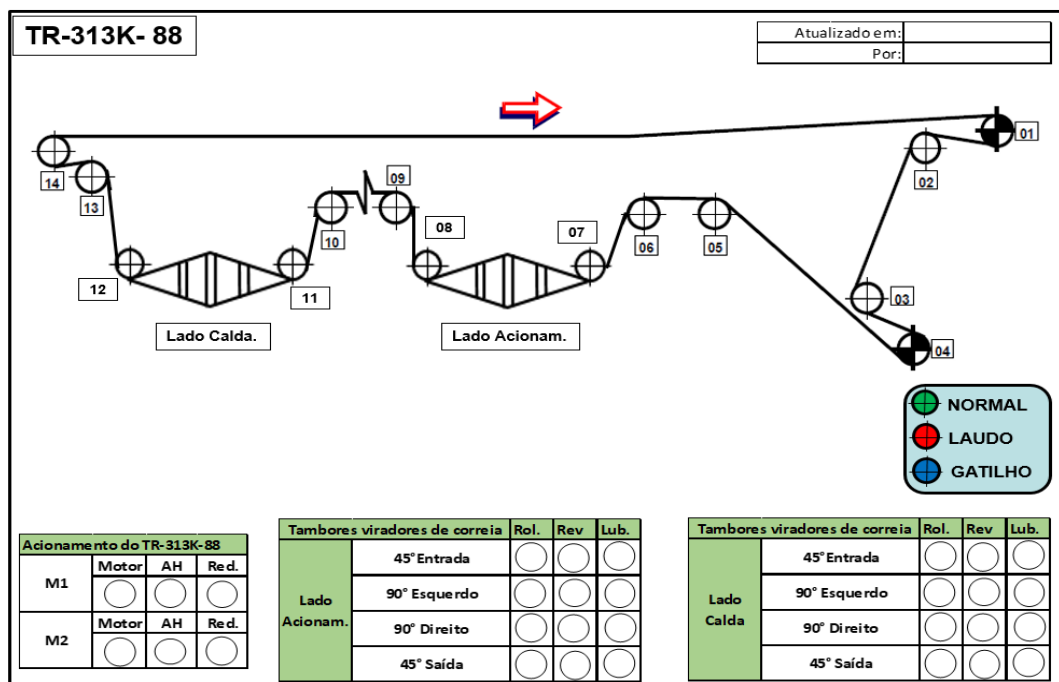 TR-313K- 88
Atualizado em:
Por:
01
02
14
13
09
10
08
07
06
05
12
11
03
04
Lado Calda.
Lado Acionam.
NORMAL
LAUDO
GATILHO
Acionamento do TR-313K-88
M1
Motor AH Red.
M2
Motor AH Red.
Tambores viradores de correia Rol. Rev Lub.
Lado Acionam.
45°Entrada
90° Esquerdo
90° Direito
45° Saída
Tambores viradores de correia Rol. Rev Lub.
Lado Calda
45°Entrada
90° Esquerdo
90° Direito
45° Saída